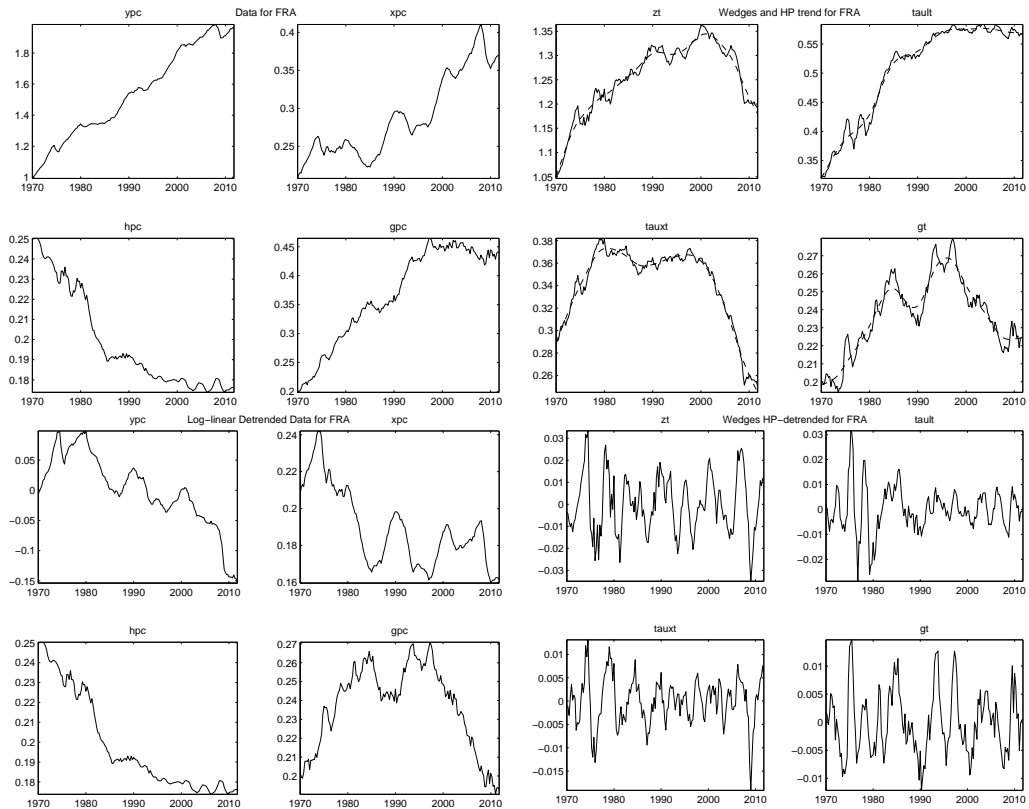 Data for FRA
ypc
1.8
1.6
1.4
1.2
1
1970 1980 1990 2000 2010
xpc
0.4
0.35
0.3
0.25
1970 1980 1990 2000 2010
hpc
0.25
0.24
0.23
0.22
0.21
0.2
0.19
0.18
1970 1980 1990 2000 2010
gpc
0.45
0.4
0.35
0.3
0.25
0.2
1970 1980 1990 2000 2010
Wedges and HP trend for FRA
zt
1.35
1.3
1.25
1.2
1.15
1.1
1.05
1970 1980 1990 2000 2010
tault
0.55
0.5
0.45
0.4
0.35
1970 1980 1990 2000 2010
tauxt
0.38
0.36
0.34
0.32
0.3
0.28
0.26
1970 1980 1990 2000 2010
gt
0.27
0.26
0.25
0.24
0.23
0.22
0.21
0.2
1970 1980 1990 2000 2010
Log−linear Detrended Data for FRA
ypc
0.05
0
−0.05
−0.1
−0.15
1970 1980 1990 2000 2010
xpc
0.24
0.22
0.2
0.18
0.16
1970 1980 1990 2000 2010
hpc
0.25
0.24
0.23
0.22
0.21
0.2
0.19
0.18
1970 1980 1990 2000 2010
gpc
0.27
0.26
0.25
0.24
0.23
0.22
0.21
0.2
1970 1980 1990 2000 2010
Wedges HP−detrended for FRA
zt
0.03
0.02
0.01
0
−0.01
−0.02
−0.03
1970 1980 1990 2000 2010
tault
0.03
0.02
0.01
0
−0.01
−0.02
1970 1980 1990 2000 2010
tauxt
0.01
0.005
0
−0.005
−0.01
−0.015
1970 1980 1990 2000 2010
gt
0.01
0.005
0
−0.005
−0.01
1970 1980 1990 2000 2010